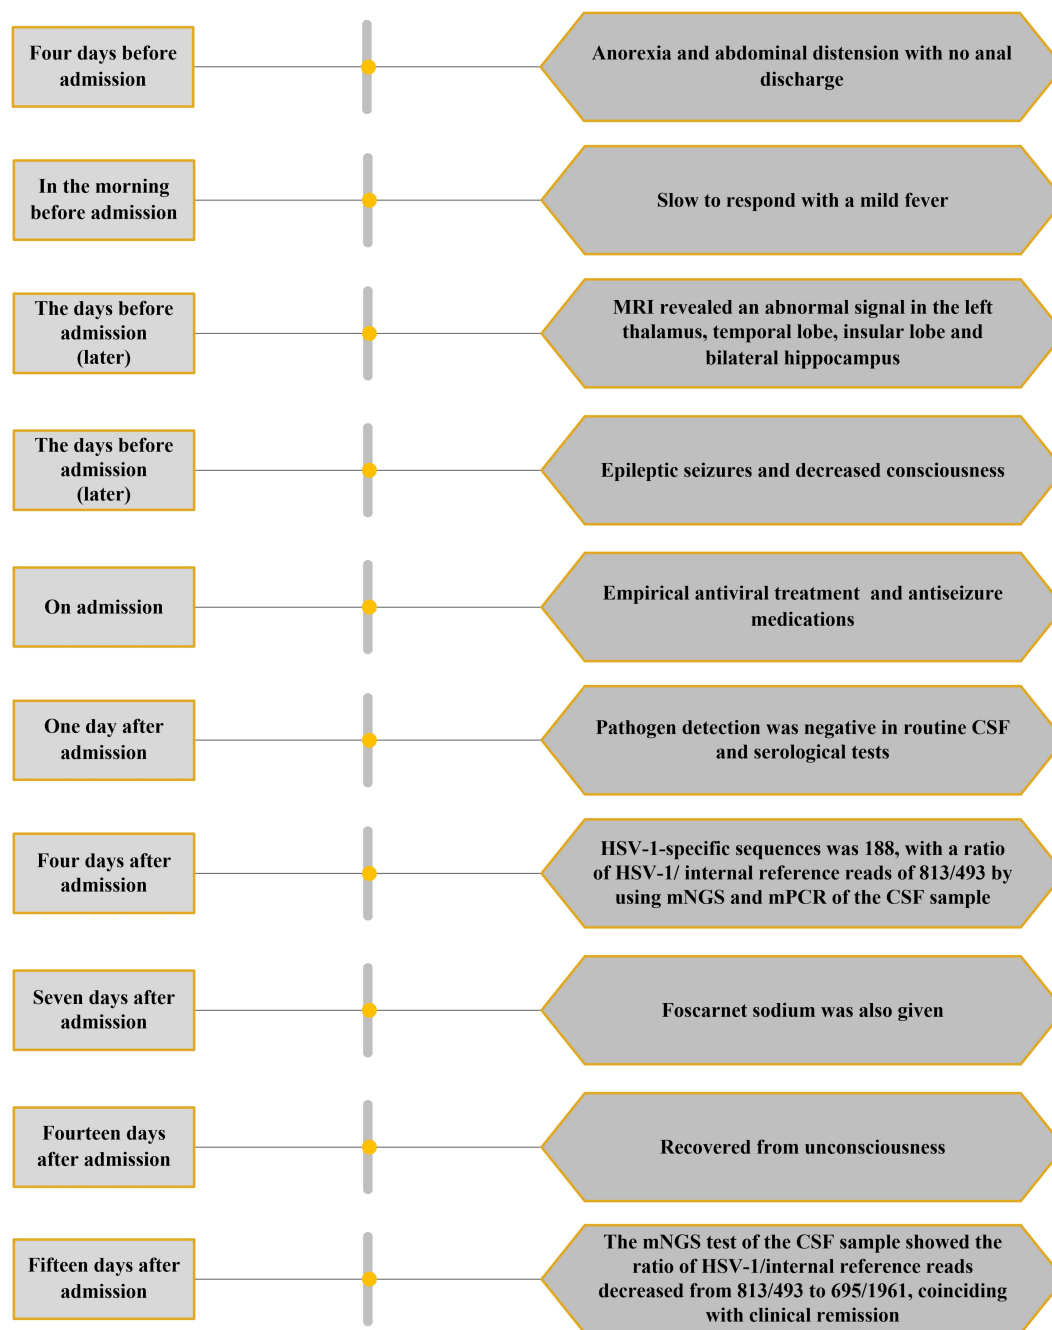 Four days before
admission
Anorexia and abdominal distension with no anal
discharge
In the morning
before admission
Slow to respond with a mild fever
The days before
admission
(later)
MRI revealed an abnormal signal in the left
thalamus, temporal lobe, insular lobe and
bilateral hippocampus
The days before
admission
(later)
Epileptic seizures and decreased consciousness
On admission
Empirical antiviral treatment and antiseizure
medications
One day after
admission
Pathogen detection was negative in routine CSF
and serological tests
Four days after
admission
HSV-1-specific sequences was 188, with a ratio
of HSV-1/ internal reference reads of 813/493 by
using mNGS and mPCR of the CSF sample
Seven days after
admission
Foscarnet sodium was also given
Fourteen days
after admission
Recovered from unconsciousness
Fifteen days after
admission
The mNGS test of the CSF sample showed the
ratio of HSV-1/internal reference reads
decreased from 813/493 to 695/1961, coinciding
with clinical remission